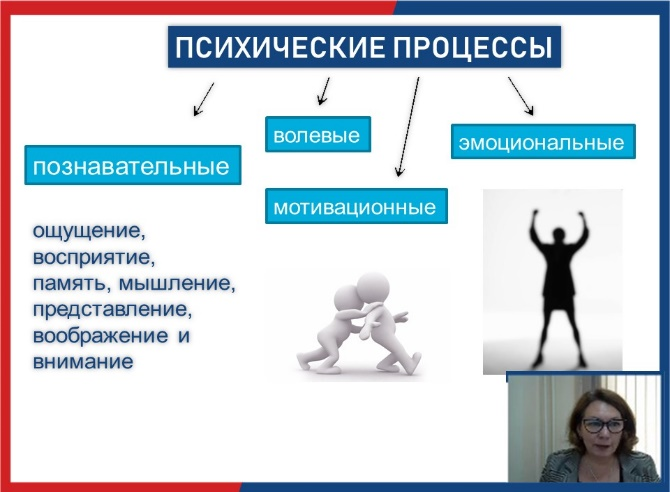 ПСИХИЧЕСКИЕ ПРОЦЕССЫ
познавательные
волевые
мотивационные
эмоциональные
ощущение,
восприятие,
память, мышление,
представление,
воображение и
внимание